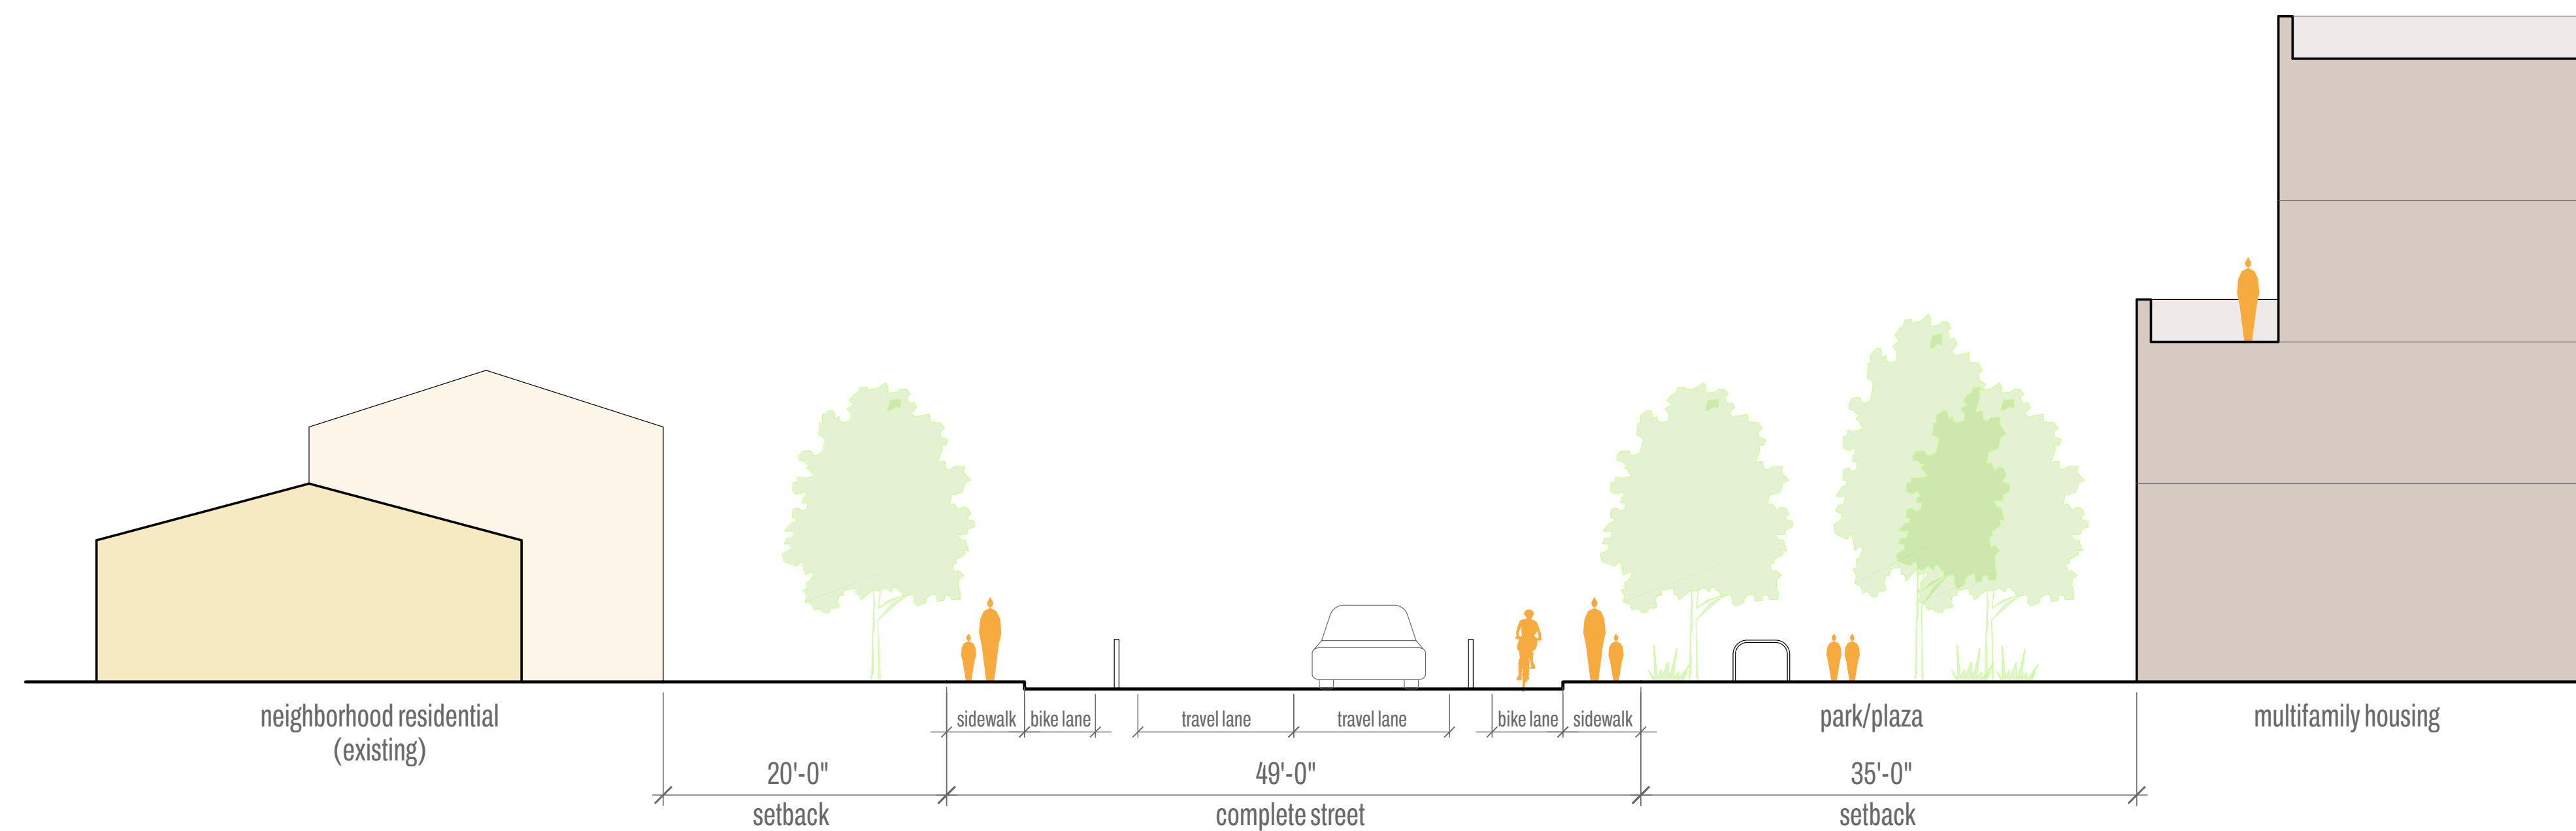 neighborhood residential
(existing)
sidewalk
bike lane
travel lane
travel lane
bike lane
sidewalk
park/plaza
multifamily housing
20'-0"
setback
49'-0"
complete street
35'-0"
setback